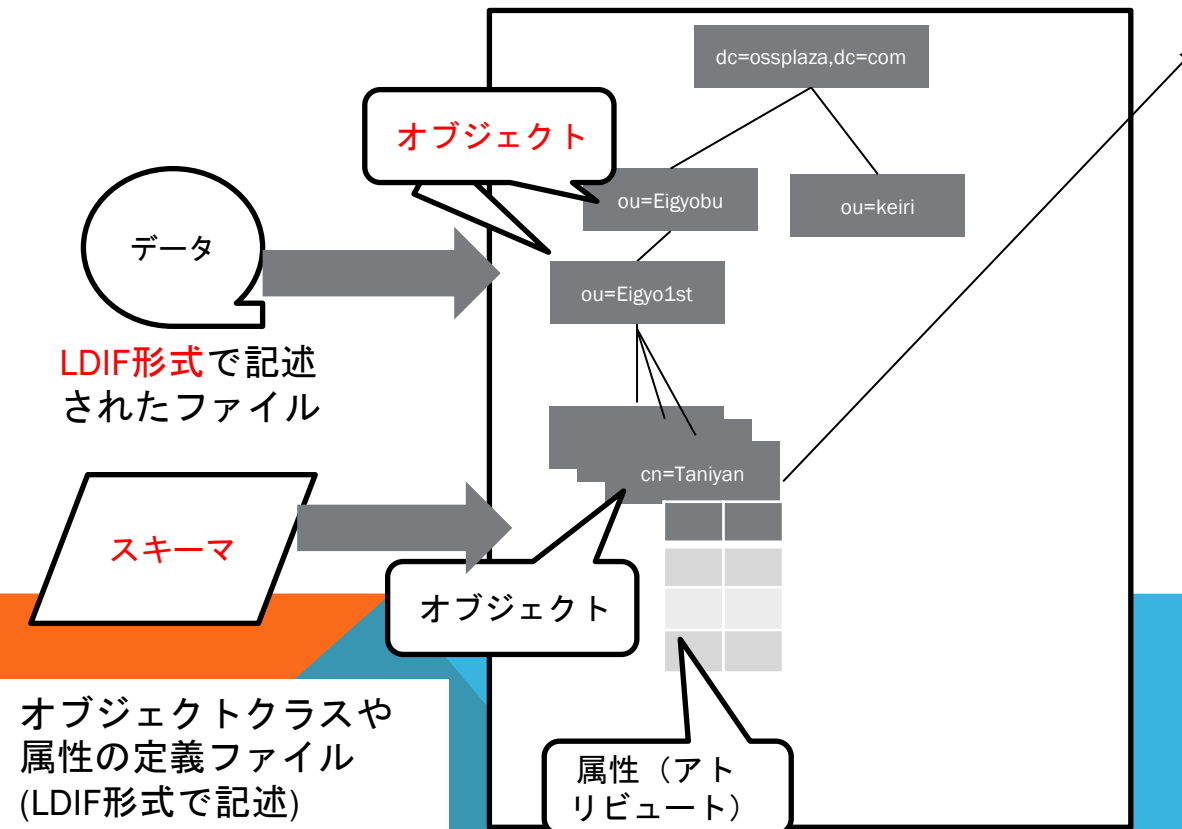 dc=ossplaza,dc=com
オブジェクト
ou=Eigyobu
ou=keiri
データ
ou=Eigyo1st
LDIF形式で記述
されたファイル
cn=Taniyan
スキーマ
オブジェクト
オブジェクトクラスや
属性の定義ファイル
(LDIF形式で記述)
属性（アト
リビュート）